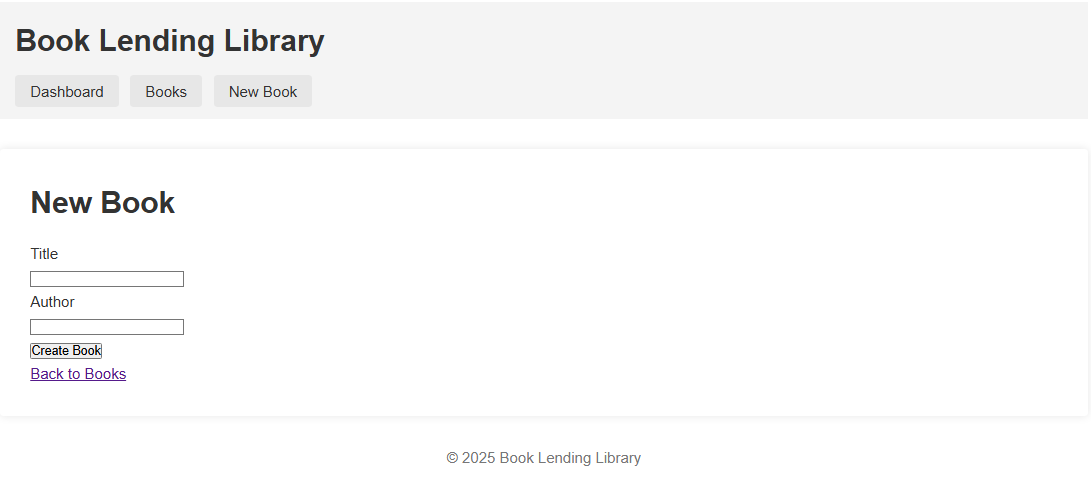 Book Lending Library
Dashboard Books New Book
New Book
Title
Author
Create Book
Back to Books
© 2025 Book Lending Library